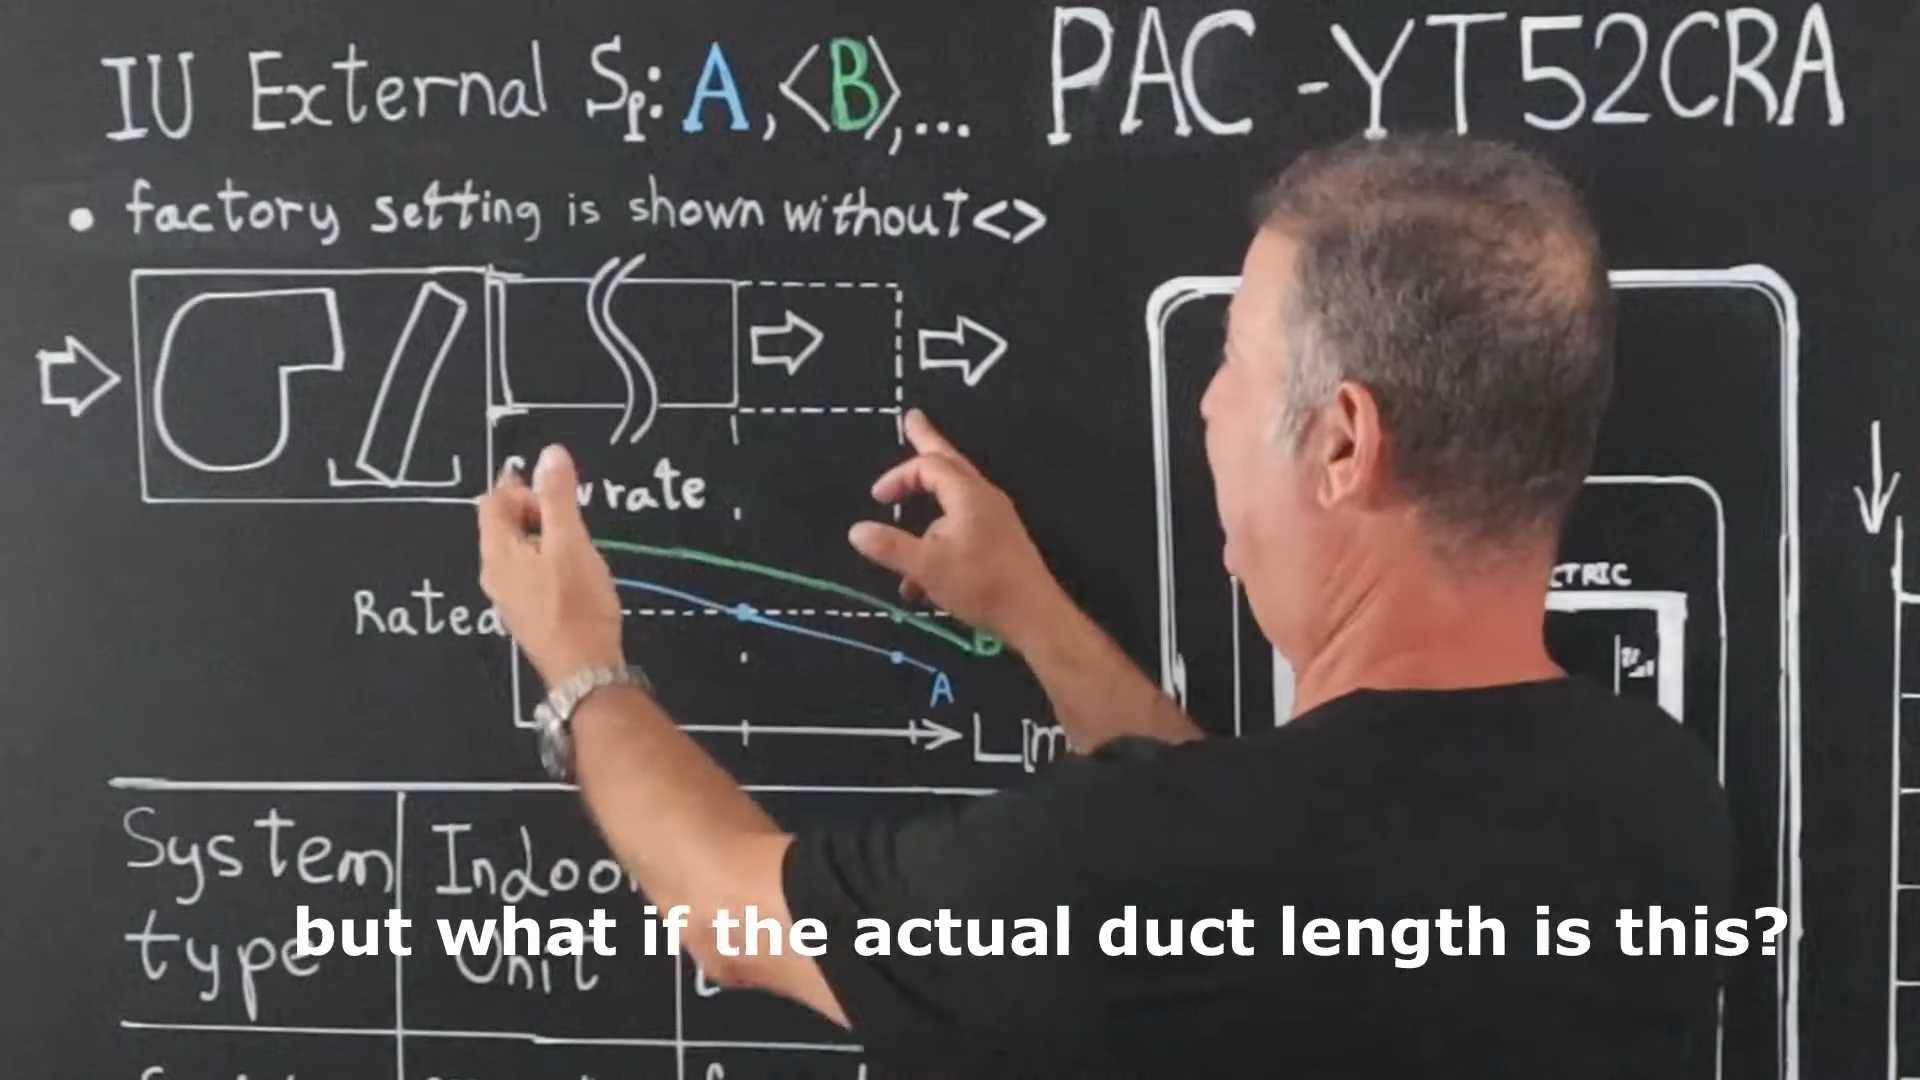 IU External Sp: A, <B>, ...
PAC-YT52CRA
• factory setting is shown without <>
rate
Rated
B
A
L[m
System
type
Indoor
Unit
but what if the actual duct length is this?